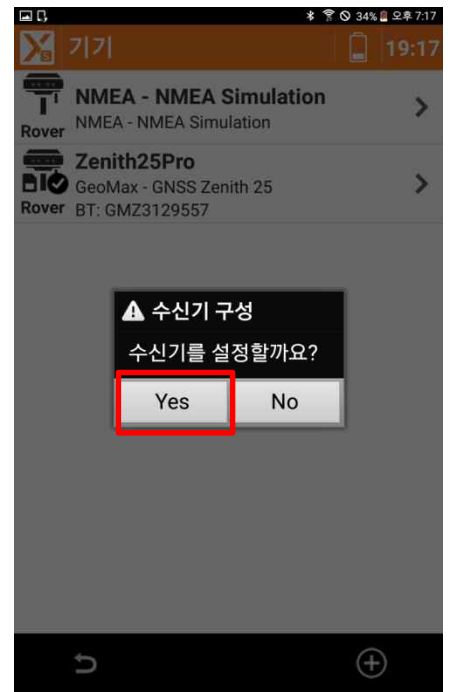 34% 오후 7:17
X S 기기 19:17
NMEA - NMEA Simulation
NMEA - NMEA Simulation
Rover
Zenith25Pro
GeoMax - GNSS Zenith 25
Rover BT: GMZ3129557
수신기 구성
수신기를 설정할까요?
Yes No